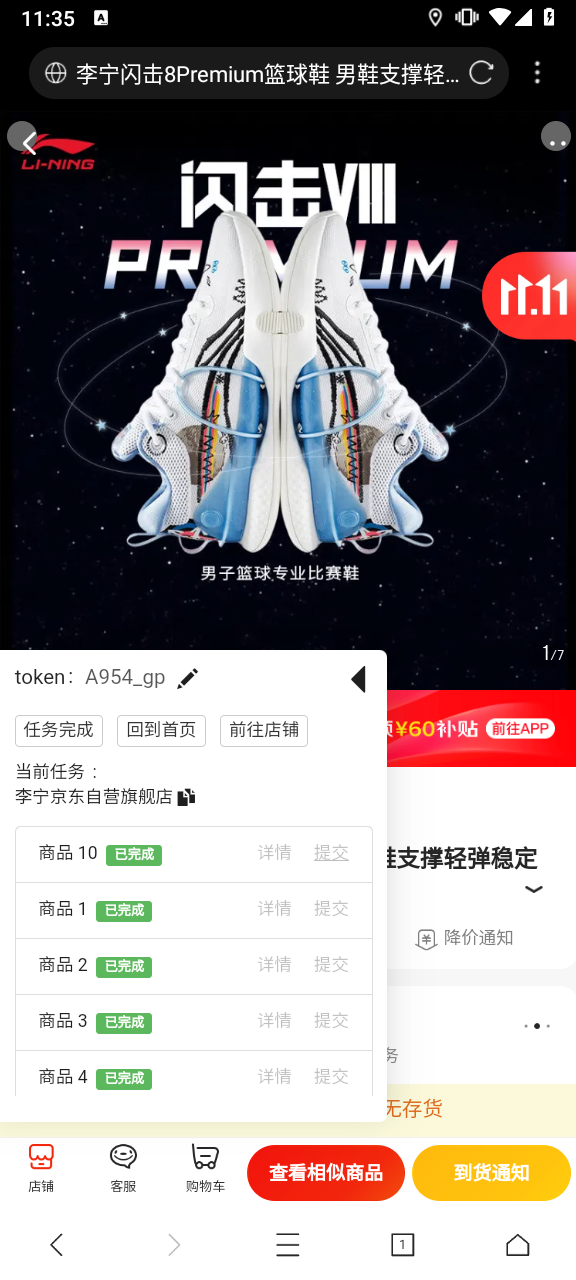 11:35
李宁闪击8Premium篮球鞋 男鞋支撑轻...
LI-NING
闪击VIII
PREMIUM
11.11
男子篮球专业比赛鞋
1/7
token： A954_gp
¥60补贴 前往APP
任务完成 回到首页 前往店铺
当前任务：
李宁京东自营旗舰店
商品 10 已完成 详情 提交
鞋支撑轻弹稳定
商品 1 已完成 详情 提交
降价通知
商品 2 已完成 详情 提交
商品 3 已完成 详情 提交
务
商品 4 已完成 详情 提交
无存货
店铺 客服 购物车 查看相似商品 到货通知
1